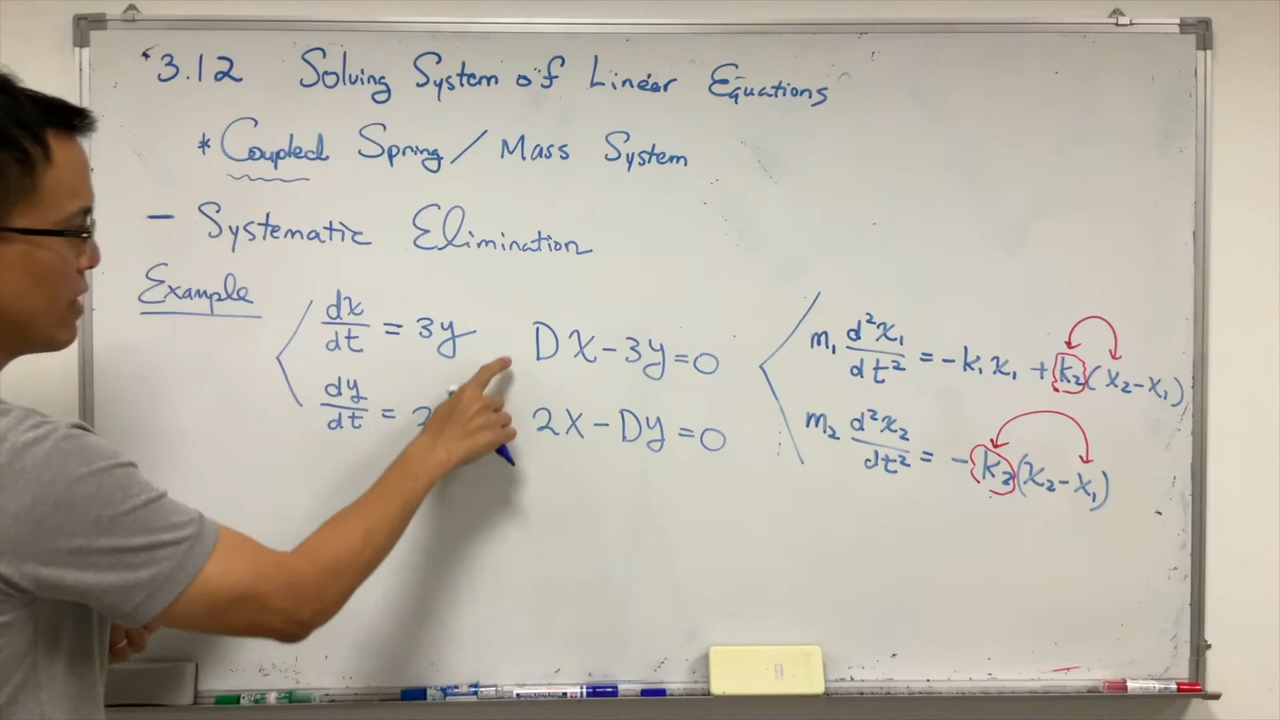 3.12 Solving System of Linear Equations
* Coupled Spring / Mass System
- Systematic Elimination
Example
dx/dt = 3y
dy/dt = 2
Dx - 3y = 0
2x - Dy = 0
m₁ d²x₁/dt² = -k₁x₁ + k₂(x₂-x₁)
m₂ d²x₂/dt² = -k₂(x₂-x₁)